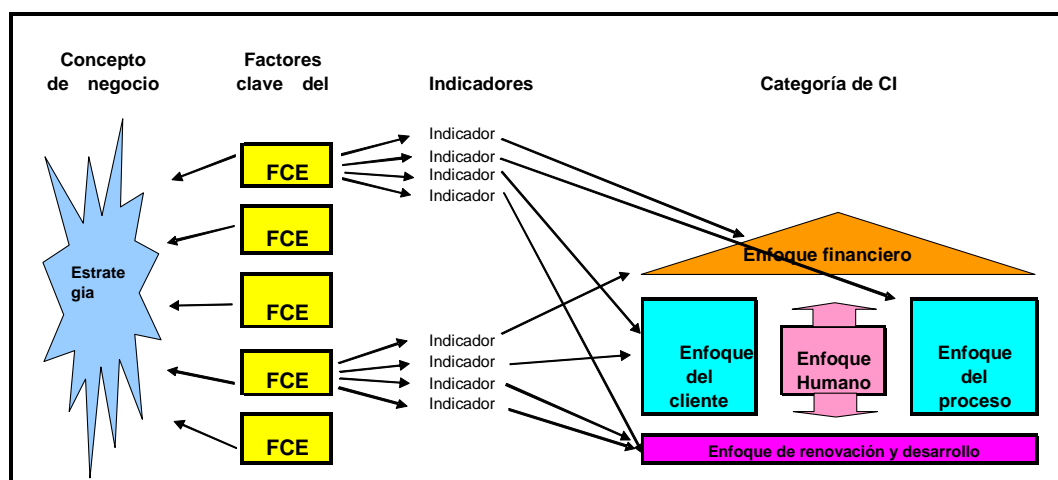 Concepto
de negocio
Factores
clave del
Indicadores
Categoría de CI
Estrate
gia
FCE
FCE
FCE
FCE
FCE
Indicador
Indicador
Indicador
Indicador
Indicador
Indicador
Indicador
Indicador
Enfoque financiero
Enfoque
del
cliente
Enfoque
Humano
Enfoque
del
proceso
Enfoque de renovación y desarrollo